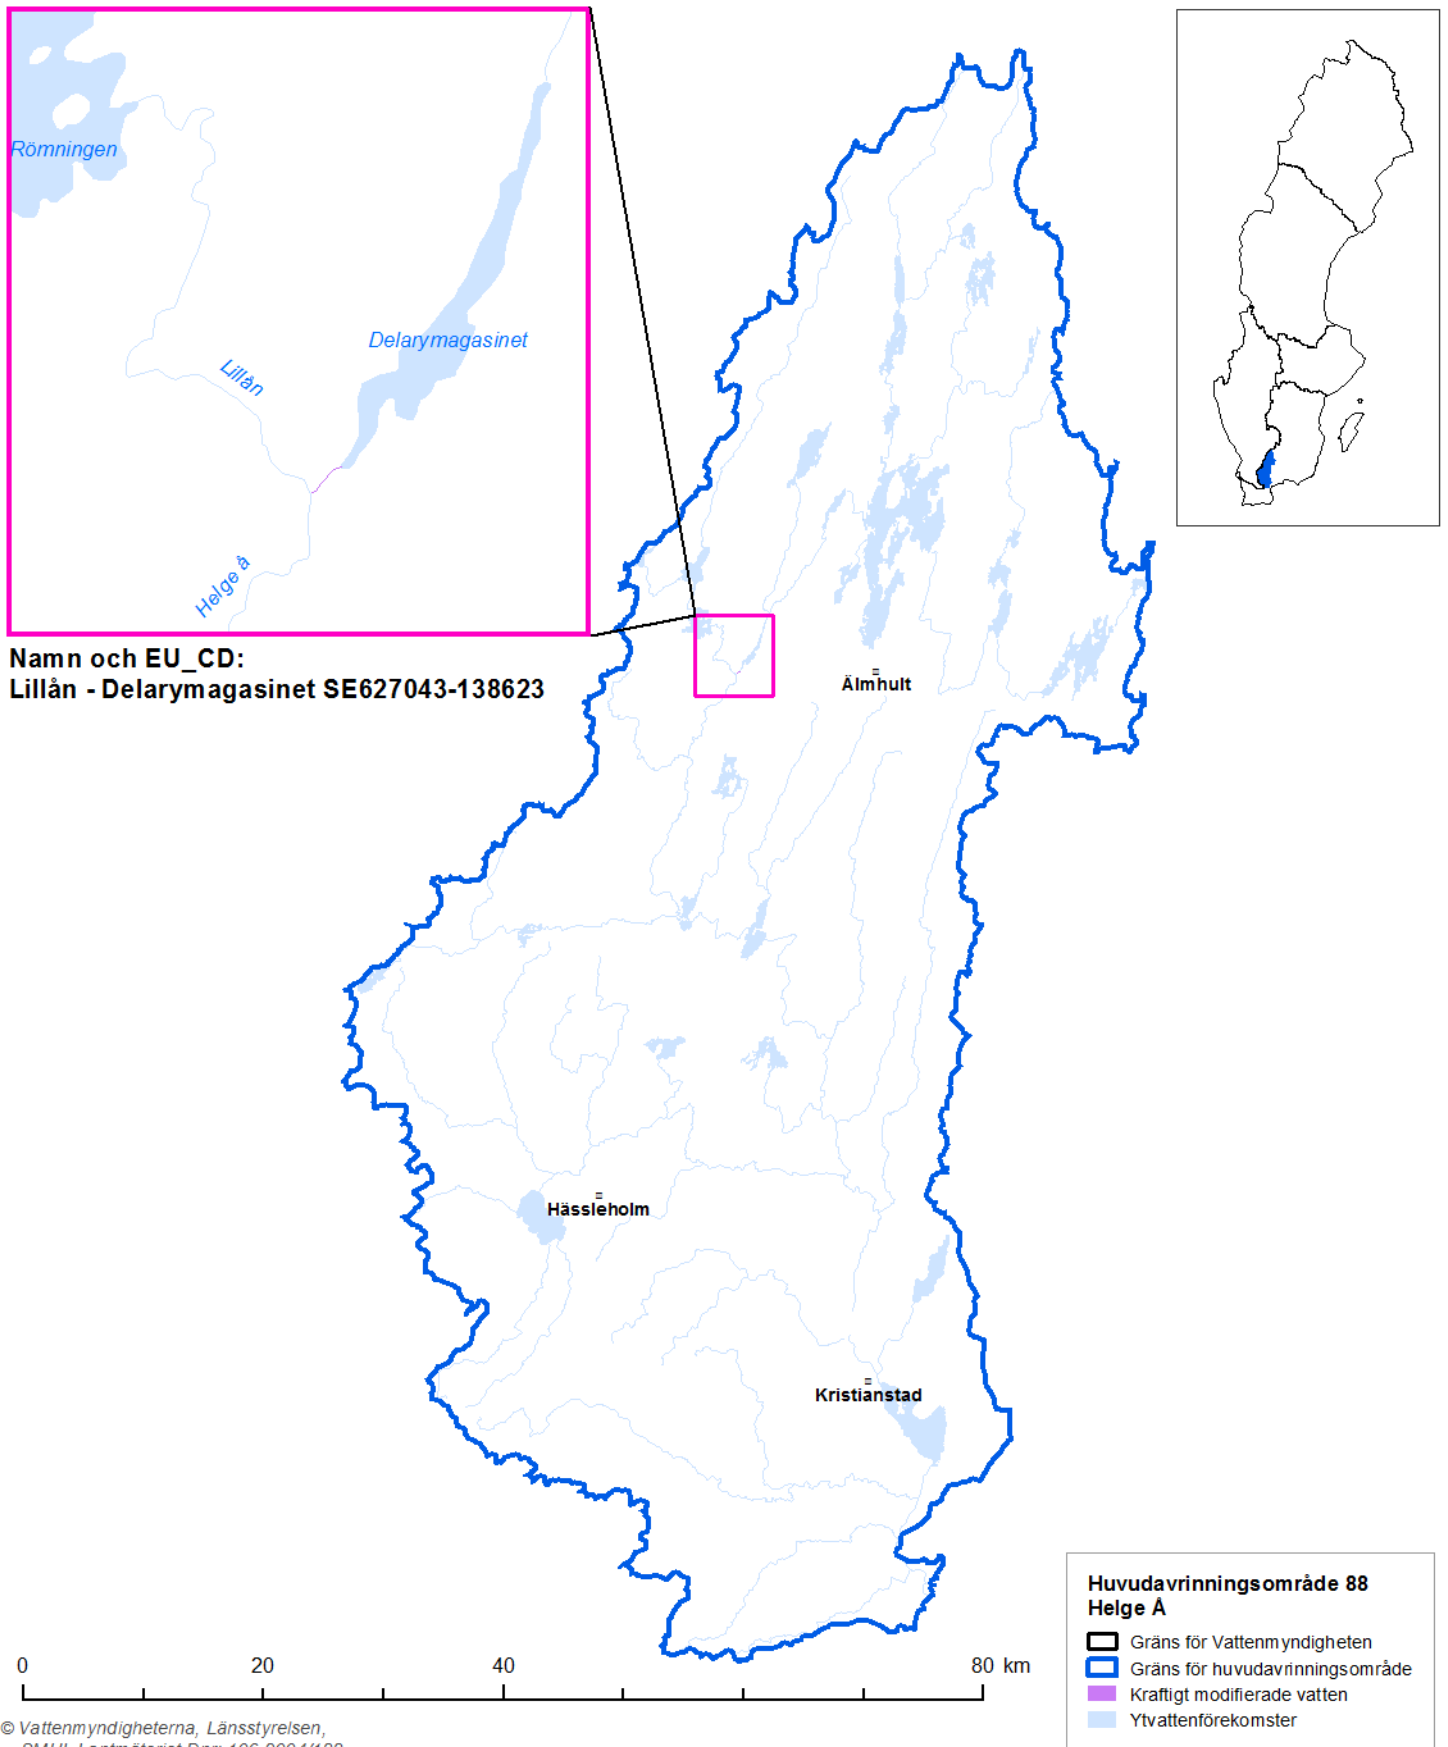 Römningen
Delarymagasinet
Lillån
Helge å
Namn och EU_CD:
Lillån - Delarymagasinet SE627043-138623
Älmhult
Hässleholm
Kristianstad
Huvudavrinningsområde 88
Helge Å
Gräns för Vattenmyndigheten
Gräns för huvudavrinningsområde
Kraftigt modifierade vatten
Ytvattenförekomster
0 20 40 80 km
© Vattenmyndigheterna, Länsstyrelsen,